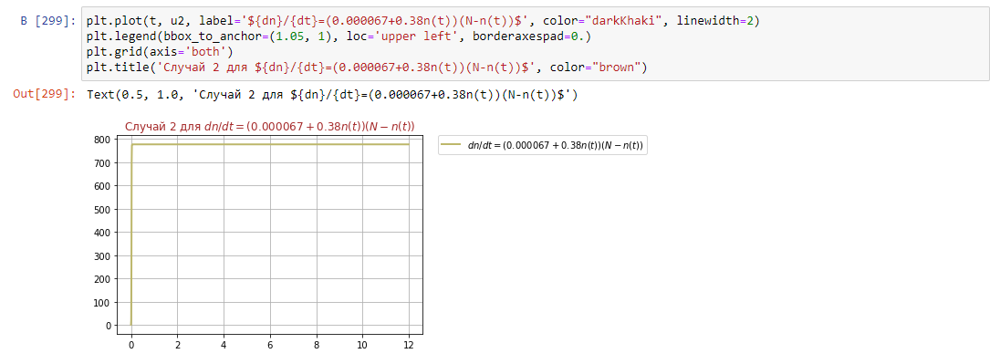 В [299]: plt.plot(t, u2, label='${dn}/{dt}=(0.000067+0.38n(t))(N-n(t))$', color="darkKhaki", linewidth=2)
plt.legend(bbox_to_anchor=(1.05, 1), loc='upper left', borderaxespad=0.)
plt.grid(axis='both')
plt.title('Случай 2 для ${dn}/{dt}=(0.000067+0.38n(t))(N-n(t))$', color="brown")
Out[299]: Text(0.5, 1.0, 'Случай 2 для ${dn}/{dt}=(0.000067+0.38n(t))(N-n(t))$')
Случай 2 для dn/dt = (0.000067 + 0.38n(t))(N − n(t))
dn/dt = (0.000067 + 0.38n(t))(N − n(t))
800
700
600
500
400
300
200
100
0
0 2 4 6 8 10 12